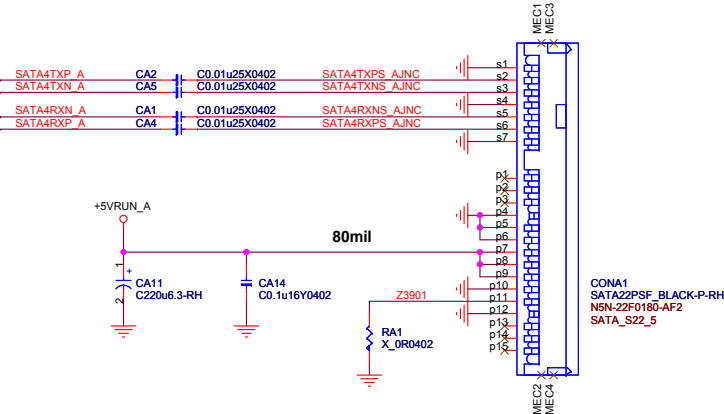 MEC1
MEC3
SATA4TXP_A CA2 C0.01u25X0402 SATA4TXPS_AJNC s1
s2
SATA4TXN_A CA5 C0.01u25X0402 SATA4TXNS_AJNC s3
s4
SATA4RXN_A CA1 C0.01u25X0402 SATA4RXNS_AJNC s5
SATA4RXP_A CA4 C0.01u25X0402 SATA4RXPS_AJNC s6
s7
p1
p2
p3
+5VRUN_A
p4
p5
80mil
p6
p7
p8
p9
1
+
CA11
C220u6.3-RH
2
CA14
C0.1u16Y0402
p10
Z3901 p11
p12
p13
p14
p15
RA1
X_0R0402
CONA1
SATA22PSF_BLACK-P-RH
N5N-22F0180-AF2
SATA_S22_5
MEC2
MEC4